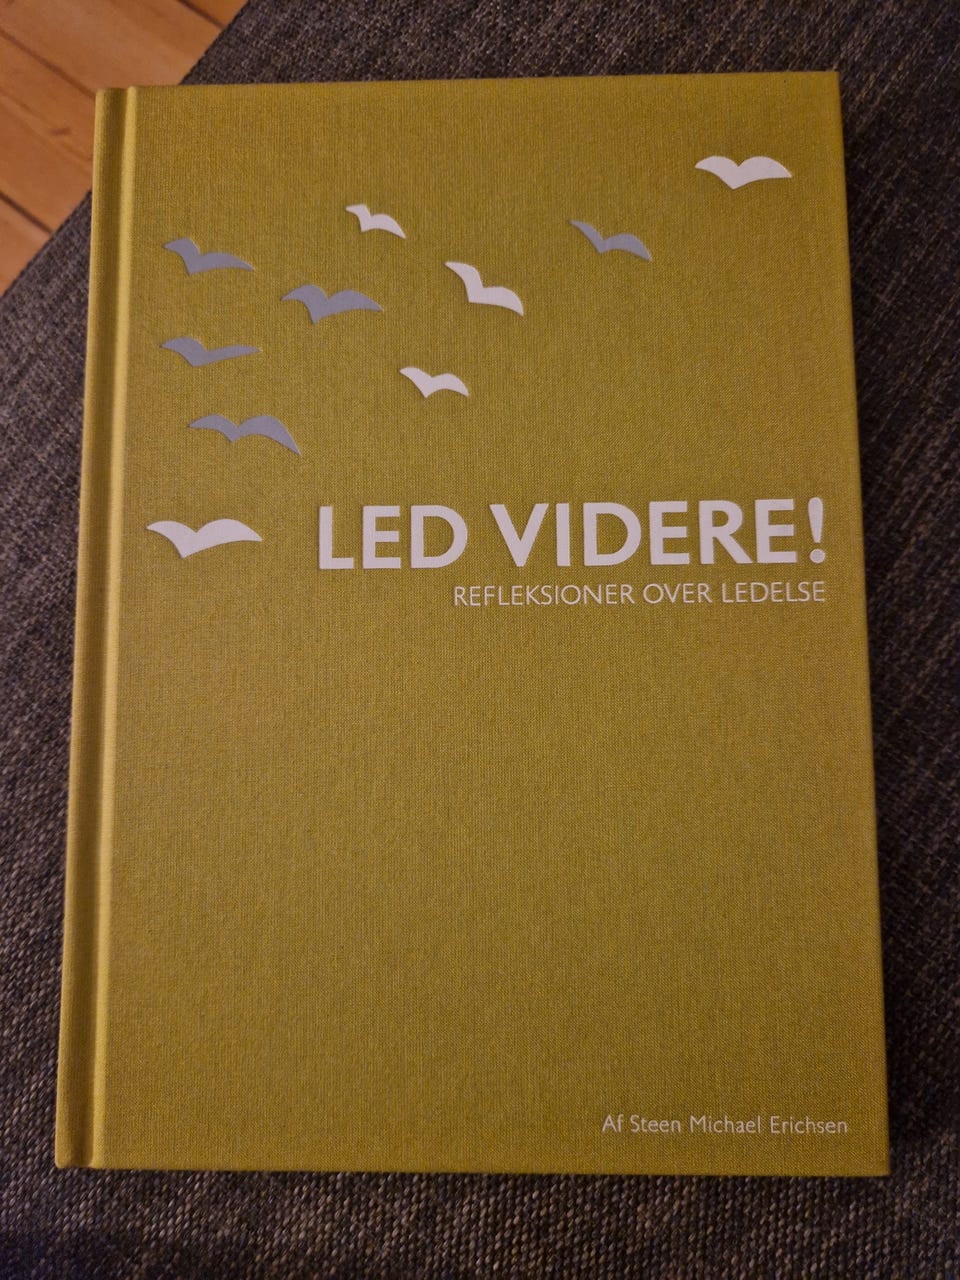 LED VIDERE!
REFLEKSIONER OVER LEDELSE
Af Steen Michael Erichsen